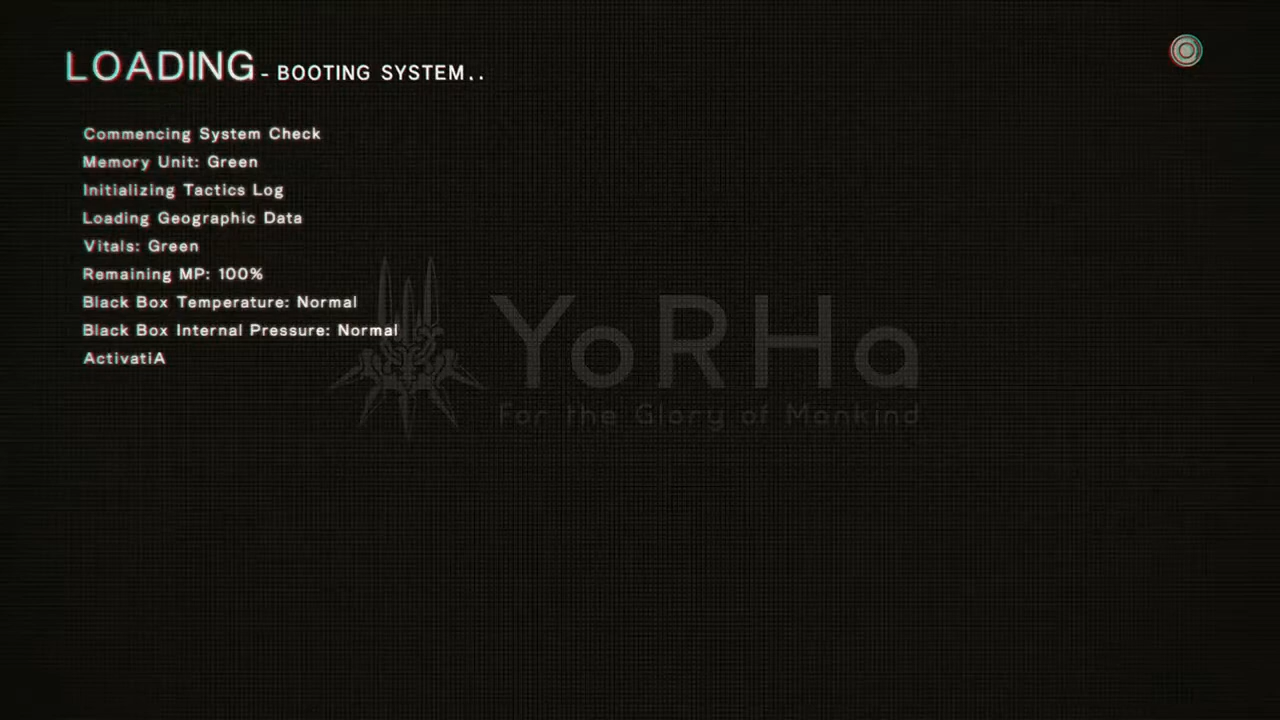 LOADING - BOOTING SYSTEM..
Commencing System Check
Memory Unit: Green
Initializing Tactics Log
Loading Geographic Data
Vitals: Green
Remaining MP: 100%
Black Box Temperature: Normal
Black Box Internal Pressure: Normal
ActivatiA
YoRHa
For the Glory of Mankind